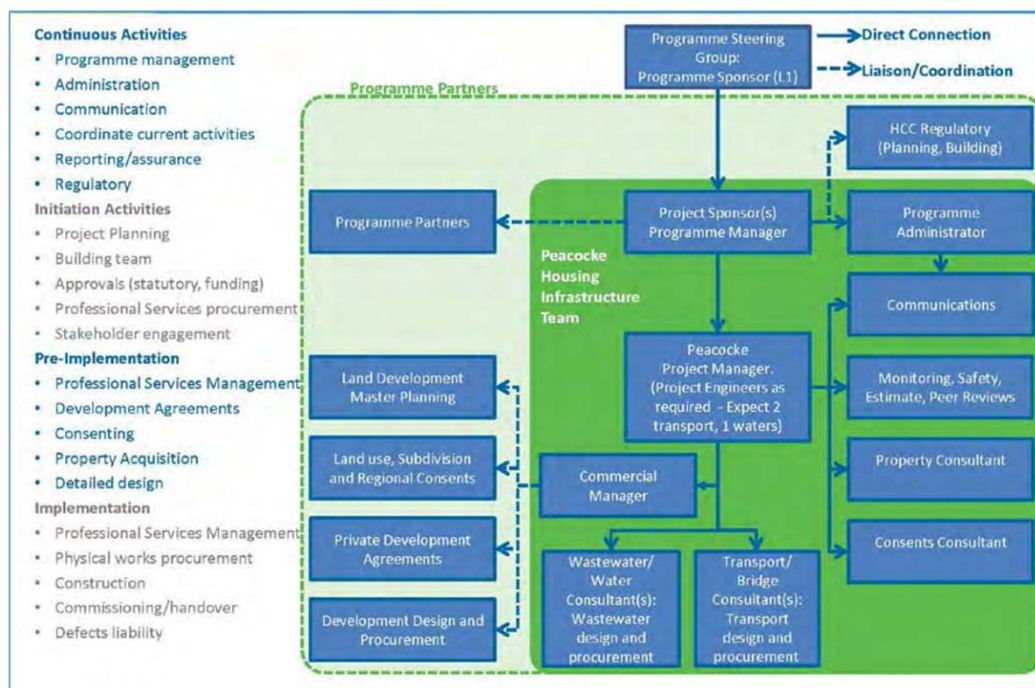 Continuous Activities
• Programme management
• Administration
• Communication
• Coordinate current activities
• Reporting/assurance
• Regulatory
Initiation Activities
• Project Planning
• Building team
• Approvals (statutory, funding)
• Professional Services procurement
• Stakeholder engagement
Pre-Implementation
• Professional Services Management
• Development Agreements
• Consenting
• Property Acquisition
• Detailed design
Implementation
• Professional Services Management
• Physical works procurement
• Construction
• Commissioning/handover
• Defects liability
Programme Steering
Group:
Programme Sponsor (L1)
Direct Connection
Liaison/Coordination
Programme Partners
HCC Regulatory
(Planning, Building)
Programme Partners
Project Sponsor(s)
Programme Manager
Programme
Administrator
Peacocke
Housing
Infrastructure
Team
Communications
Peacocke
Project Manager.
(Project Engineers as
required - Expect 2
transport, 1 waters)
Land Development
Master Planning
Monitoring, Safety,
Estimate, Peer Reviews
Land use, Subdivision
and Regional Consents
Commercial
Manager
Property Consultant
Private Development
Agreements
Wastewater/
Water
Consultant(s):
Wastewater
design and
procurement
Transport/
Bridge
Consultant(s):
Transport
design and
procurement
Consents Consultant
Development Design and
Procurement